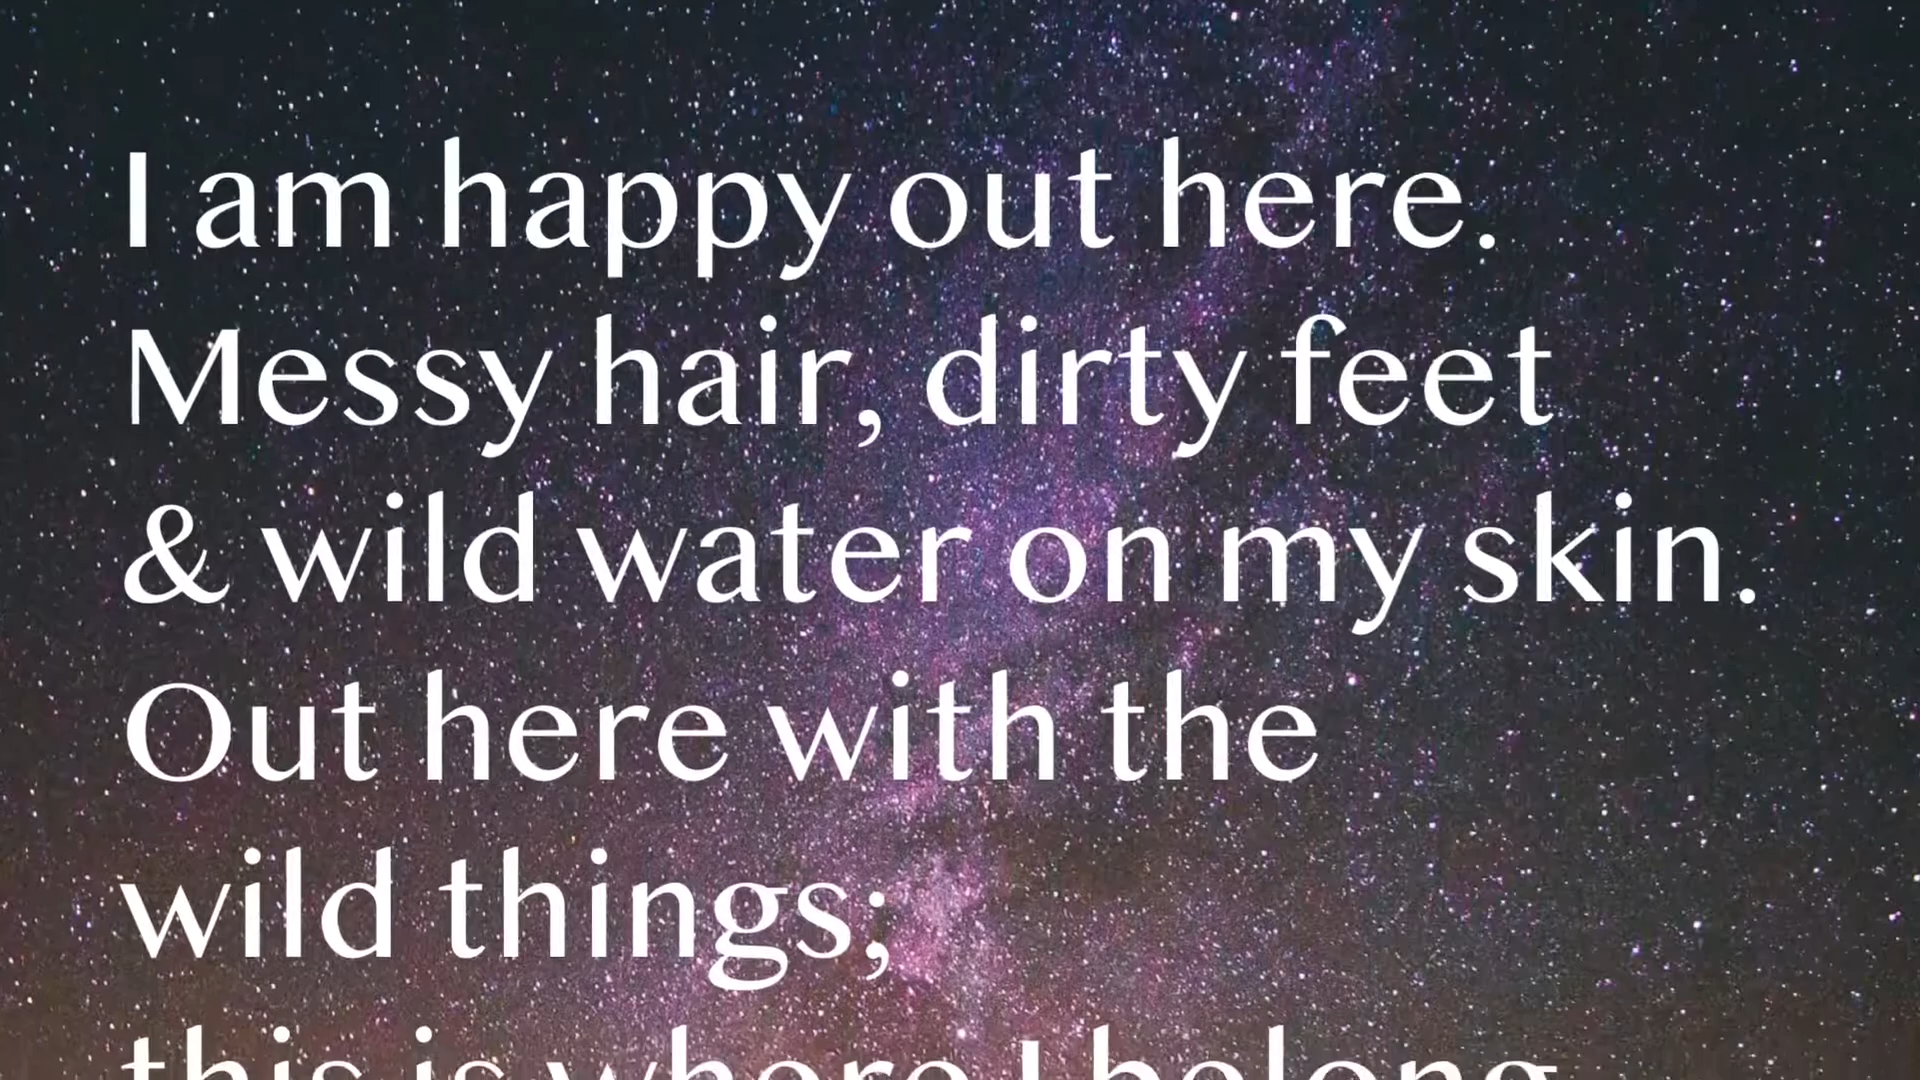 I am happy out here.
Messy hair, dirty feet
& wild water on my skin.
Out here with the
wild things;
this is where I belong